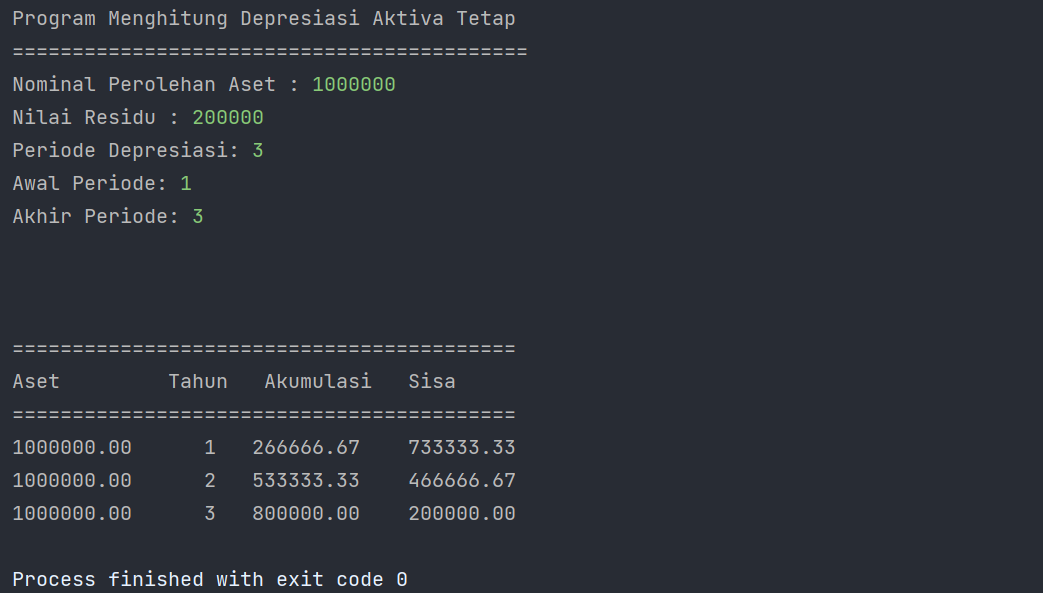 Program Menghitung Depresiasi Aktiva Tetap
===========================================
Nominal Perolehan Aset : 1000000
Nilai Residu : 200000
Periode Depresiasi: 3
Awal Periode: 1
Akhir Periode: 3
==========================================
Aset         Tahun   Akumulasi   Sisa
==========================================
1000000.00      1   266666.67    733333.33
1000000.00      2   533333.33    466666.67
1000000.00      3   800000.00    200000.00
Process finished with exit code 0